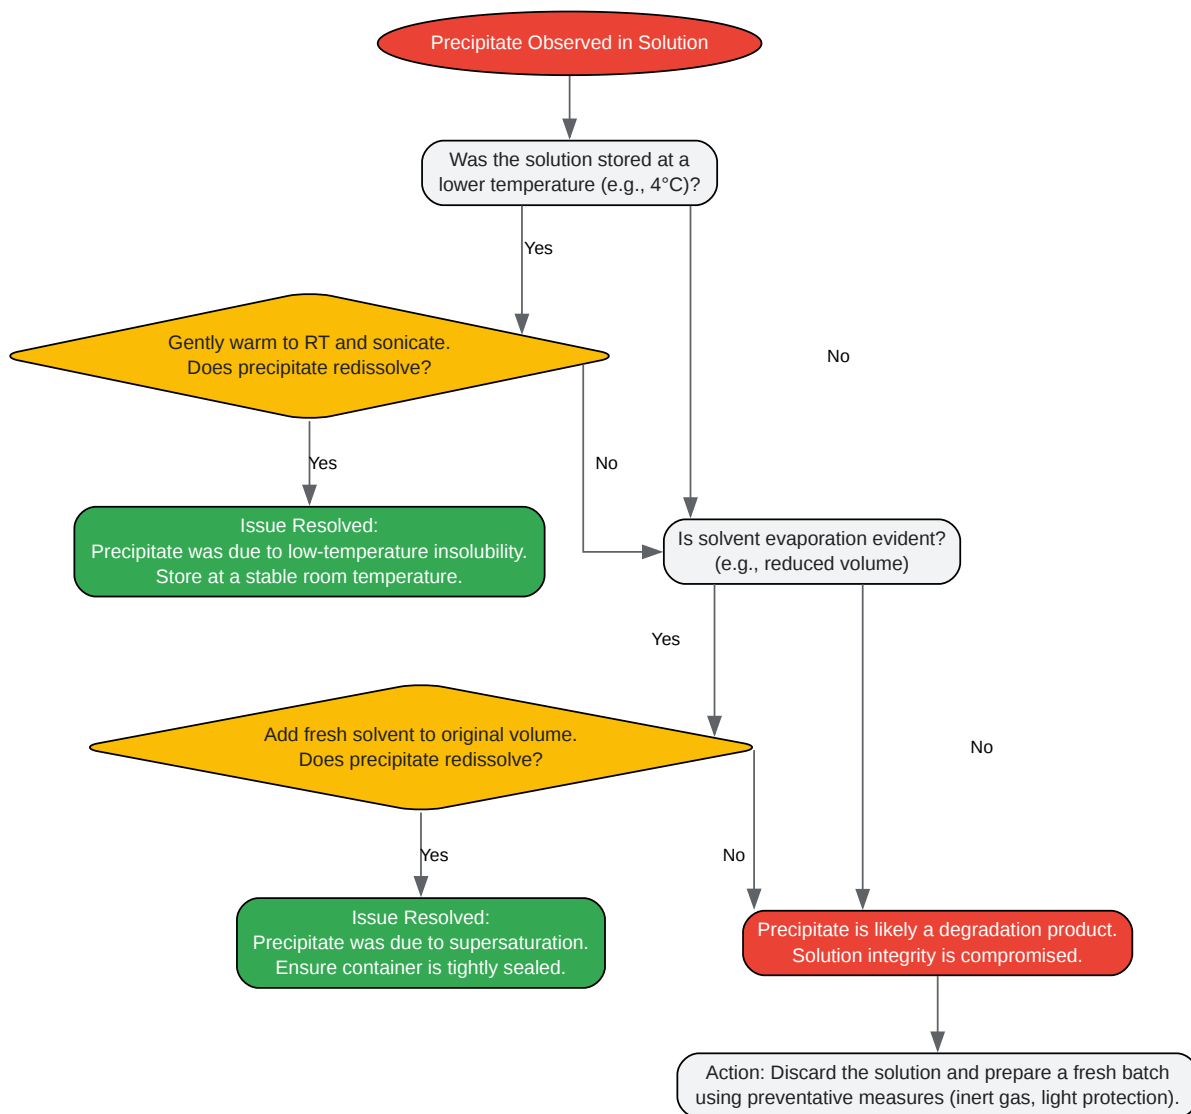 Precipitate Observed in Solution
Was the solution stored at a
lower temperature (e.g., 4°C)?
Yes
No
Gently warm to RT and sonicate.
Does precipitate redissolve?
Yes
No
Issue Resolved:
Precipitate was due to low-temperature insolubility.
Store at a stable room temperature.
Is solvent evaporation evident?
(e.g., reduced volume)
Yes
No
Add fresh solvent to original volume.
Does precipitate redissolve?
Yes
No
Issue Resolved:
Precipitate was due to supersaturation.
Ensure container is tightly sealed.
Precipitate is likely a degradation product.
Solution integrity is compromised.
Action: Discard the solution and prepare a fresh batch
using preventative measures (inert gas, light protection).